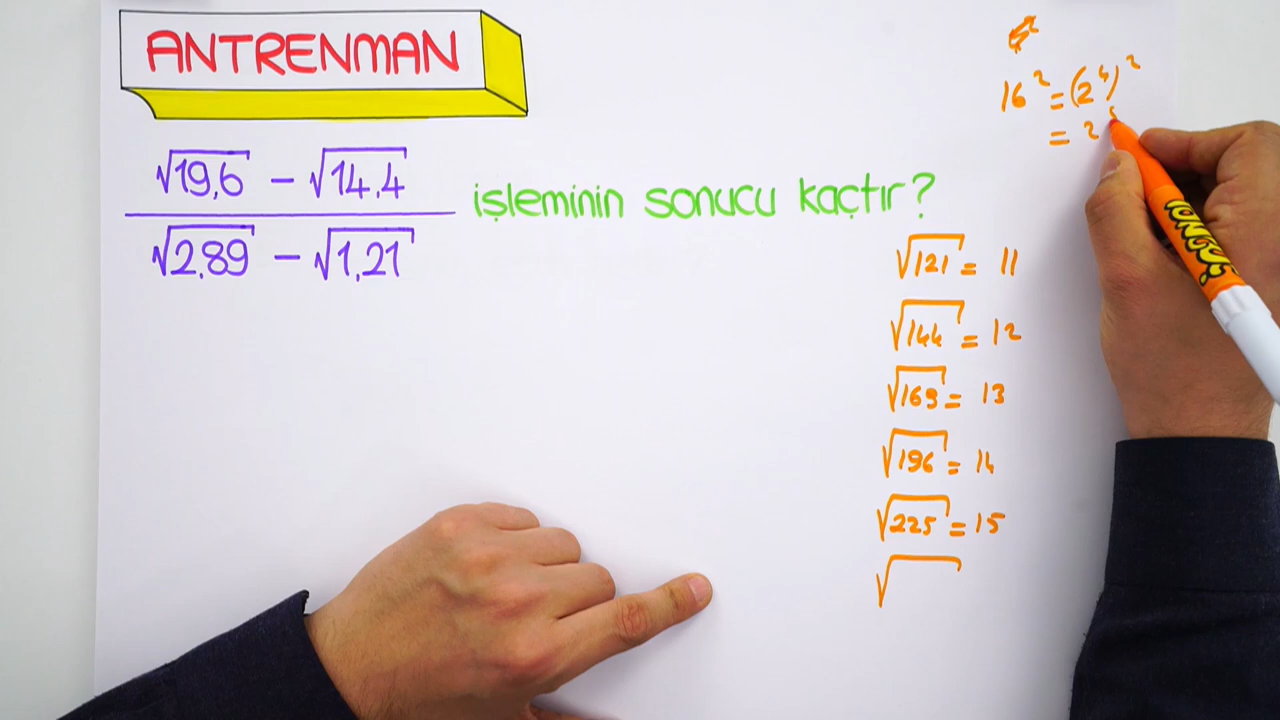 ANTRENMAN
√19,6 − √14,4
√2,89 − √1,21
işleminin sonucu kaçtır?
16² = (2⁴)²
= 2
√121 = 11
√144 = 12
√169 = 13
√196 = 14
√225 = 15
√